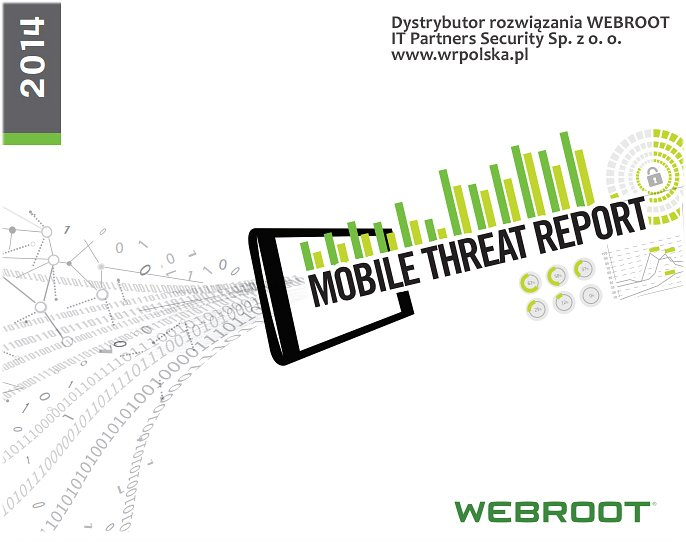 2014
Dystrybutor rozwiązania WEBROOT
IT Partners Security Sp. z o. o.
www.wrpolska.pl
MOBILE THREAT REPORT
WEBROOT®